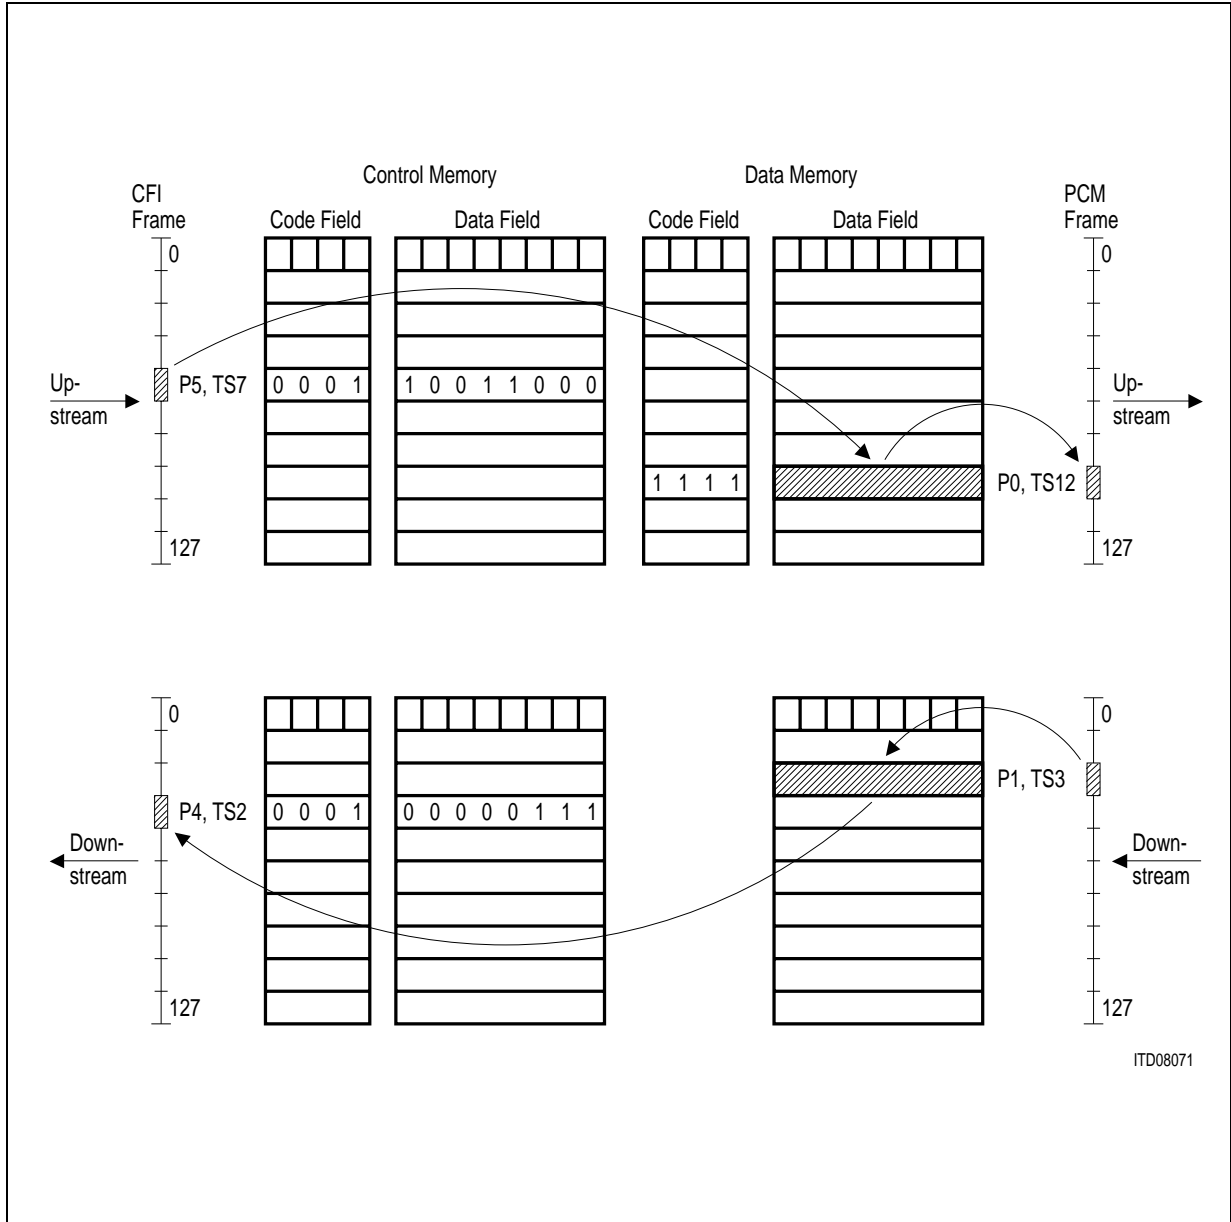 Control Memory Data Memory
CFI Frame PCM Frame
Code Field Data Field Code Field Data Field
0 0
Up-stream P5, TS7 0 0 0 1 1 0 0 1 1 0 0 0 Up-stream
1 1 1 1 P0, TS12
127 127
0 0
P1, TS3
P4, TS2 0 0 0 1 0 0 0 0 0 1 1 1
Down-stream Down-stream
127 127
ITD08071